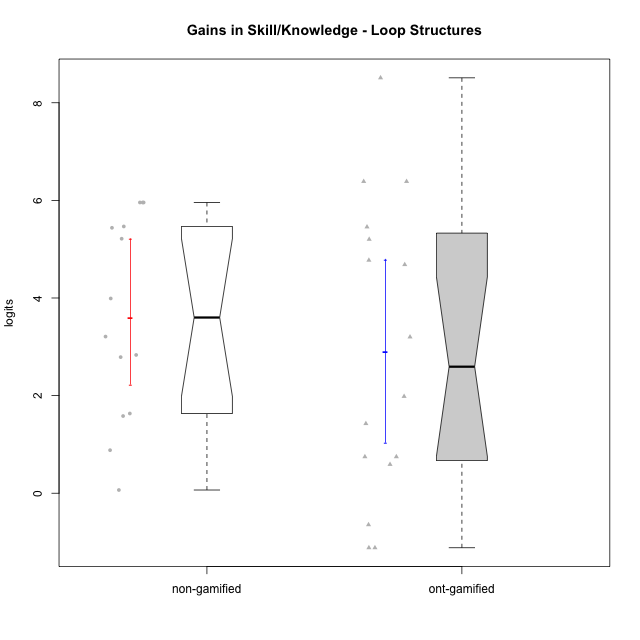 Gains in Skill/Knowledge - Loop Structures
8
6
4
2
0
logits
non-gamified
ont-gamified